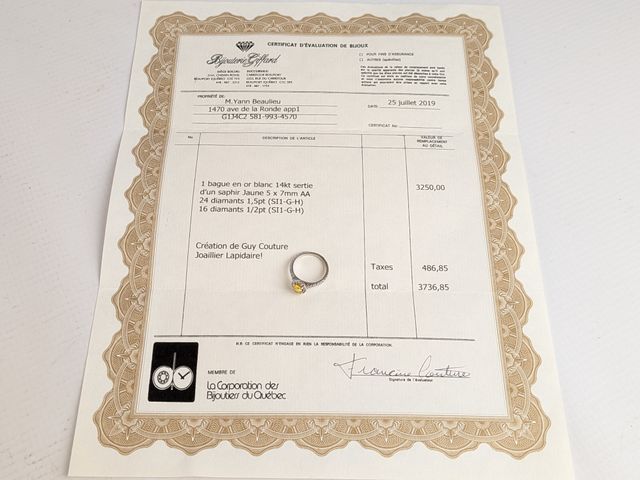 CERTIFICAT D'ÉVALUATION DE BIJOUX
Bijouterie Giffard
POUR FINS D'ASSURANCE
AUTRES (spécifier)
PROPRIÉTÉ DE:
M.Yann Beaulieu
1470 ave de la Ronde app1
G1J4C2 581-993-4570
DATE 25 juillet 2019
CERTIFICAT No:
No DESCRIPTION DE L'ARTICLE VALEUR DE REMPLACEMENT AU DÉTAIL
1 bague en or blanc 14kt sertie 3250,00
d'un saphir Jaune 5 x 7mm AA
24 diamants 1,5pt (SI1-G-H)
16 diamants 1/2pt (SI1-G-H)
Création de Guy Couture
Joaillier Lapidaire!
Taxes 486,85
total 3736,85
N.B. CE CERTIFICAT N'ENGAGE EN RIEN LA RESPONSABILITÉ DE LA CORPORATION.
MEMBRE DE
La Corporation des
Bijoutiers du Québec
Francine Couture
Signature de l'évaluateur